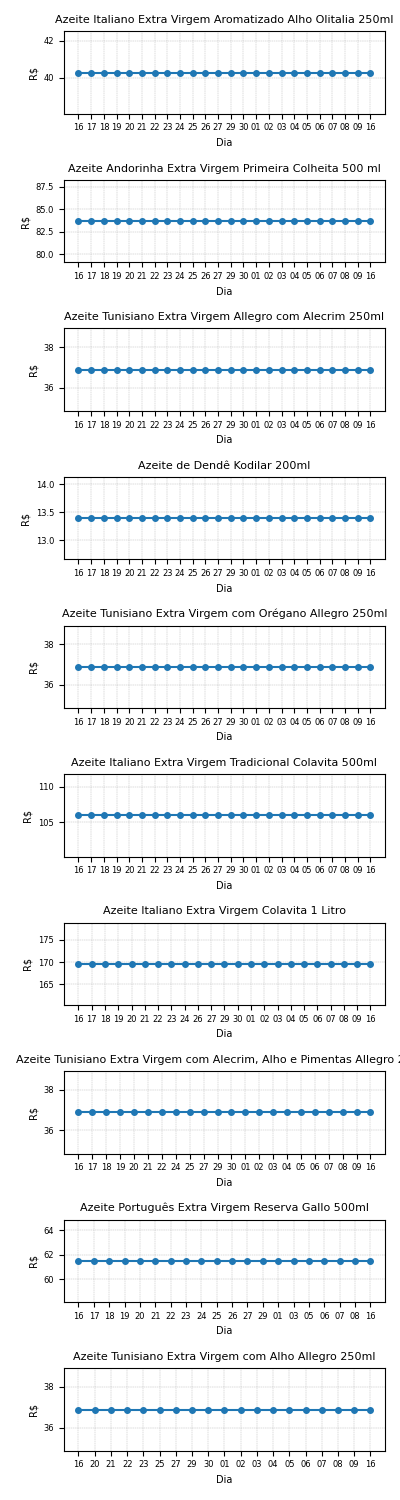 Azeite Italiano Extra Virgem Aromatizado Alho Olitalia 250ml
42
40
R$
16 17 18 19 20 21 22 23 24 25 26 27 29 30 01 02 03 04 05 06 07 08 09 16
Dia
Azeite Andorinha Extra Virgem Primeira Colheita 500 ml
87.5
85.0
82.5
80.0
R$
16 17 18 19 20 21 22 23 24 25 26 27 29 30 01 02 03 04 05 06 07 08 09 16
Dia
Azeite Tunisiano Extra Virgem Allegro com Alecrim 250ml
38
36
R$
16 17 18 19 20 21 22 23 24 25 26 27 29 30 01 02 03 04 05 06 07 08 09 16
Dia
Azeite de Dendê Kodilar 200ml
14.0
13.5
13.0
R$
16 17 18 19 20 21 22 23 24 25 26 27 29 30 01 02 03 04 05 06 07 08 09 16
Dia
Azeite Tunisiano Extra Virgem com Orégano Allegro 250ml
38
36
R$
16 17 18 19 20 21 22 23 24 25 26 27 29 30 01 02 03 04 05 06 07 08 09 16
Dia
Azeite Italiano Extra Virgem Tradicional Colavita 500ml
110
105
R$
16 17 18 19 20 21 22 23 24 25 26 27 29 30 01 02 03 04 05 06 07 08 09 16
Dia
Azeite Italiano Extra Virgem Colavita 1 Litro
175
170
165
R$
16 17 18 19 20 21 22 23 24 26 27 29 30 01 02 03 04 05 06 07 08 09 16
Dia
Azeite Tunisiano Extra Virgem com Alecrim, Alho e Pimentas Allegro 2
38
36
R$
16 17 18 19 20 21 22 24 25 27 29 30 01 02 03 04 05 06 07 08 09 16
Dia
Azeite Português Extra Virgem Reserva Gallo 500ml
64
62
60
R$
16 17 18 19 20 21 22 23 24 25 26 27 29 01 03 05 06 07 08 16
Dia
Azeite Tunisiano Extra Virgem com Alho Allegro 250ml
38
36
R$
16 20 21 22 23 25 27 29 30 01 02 03 04 05 06 07 08 09 16
Dia